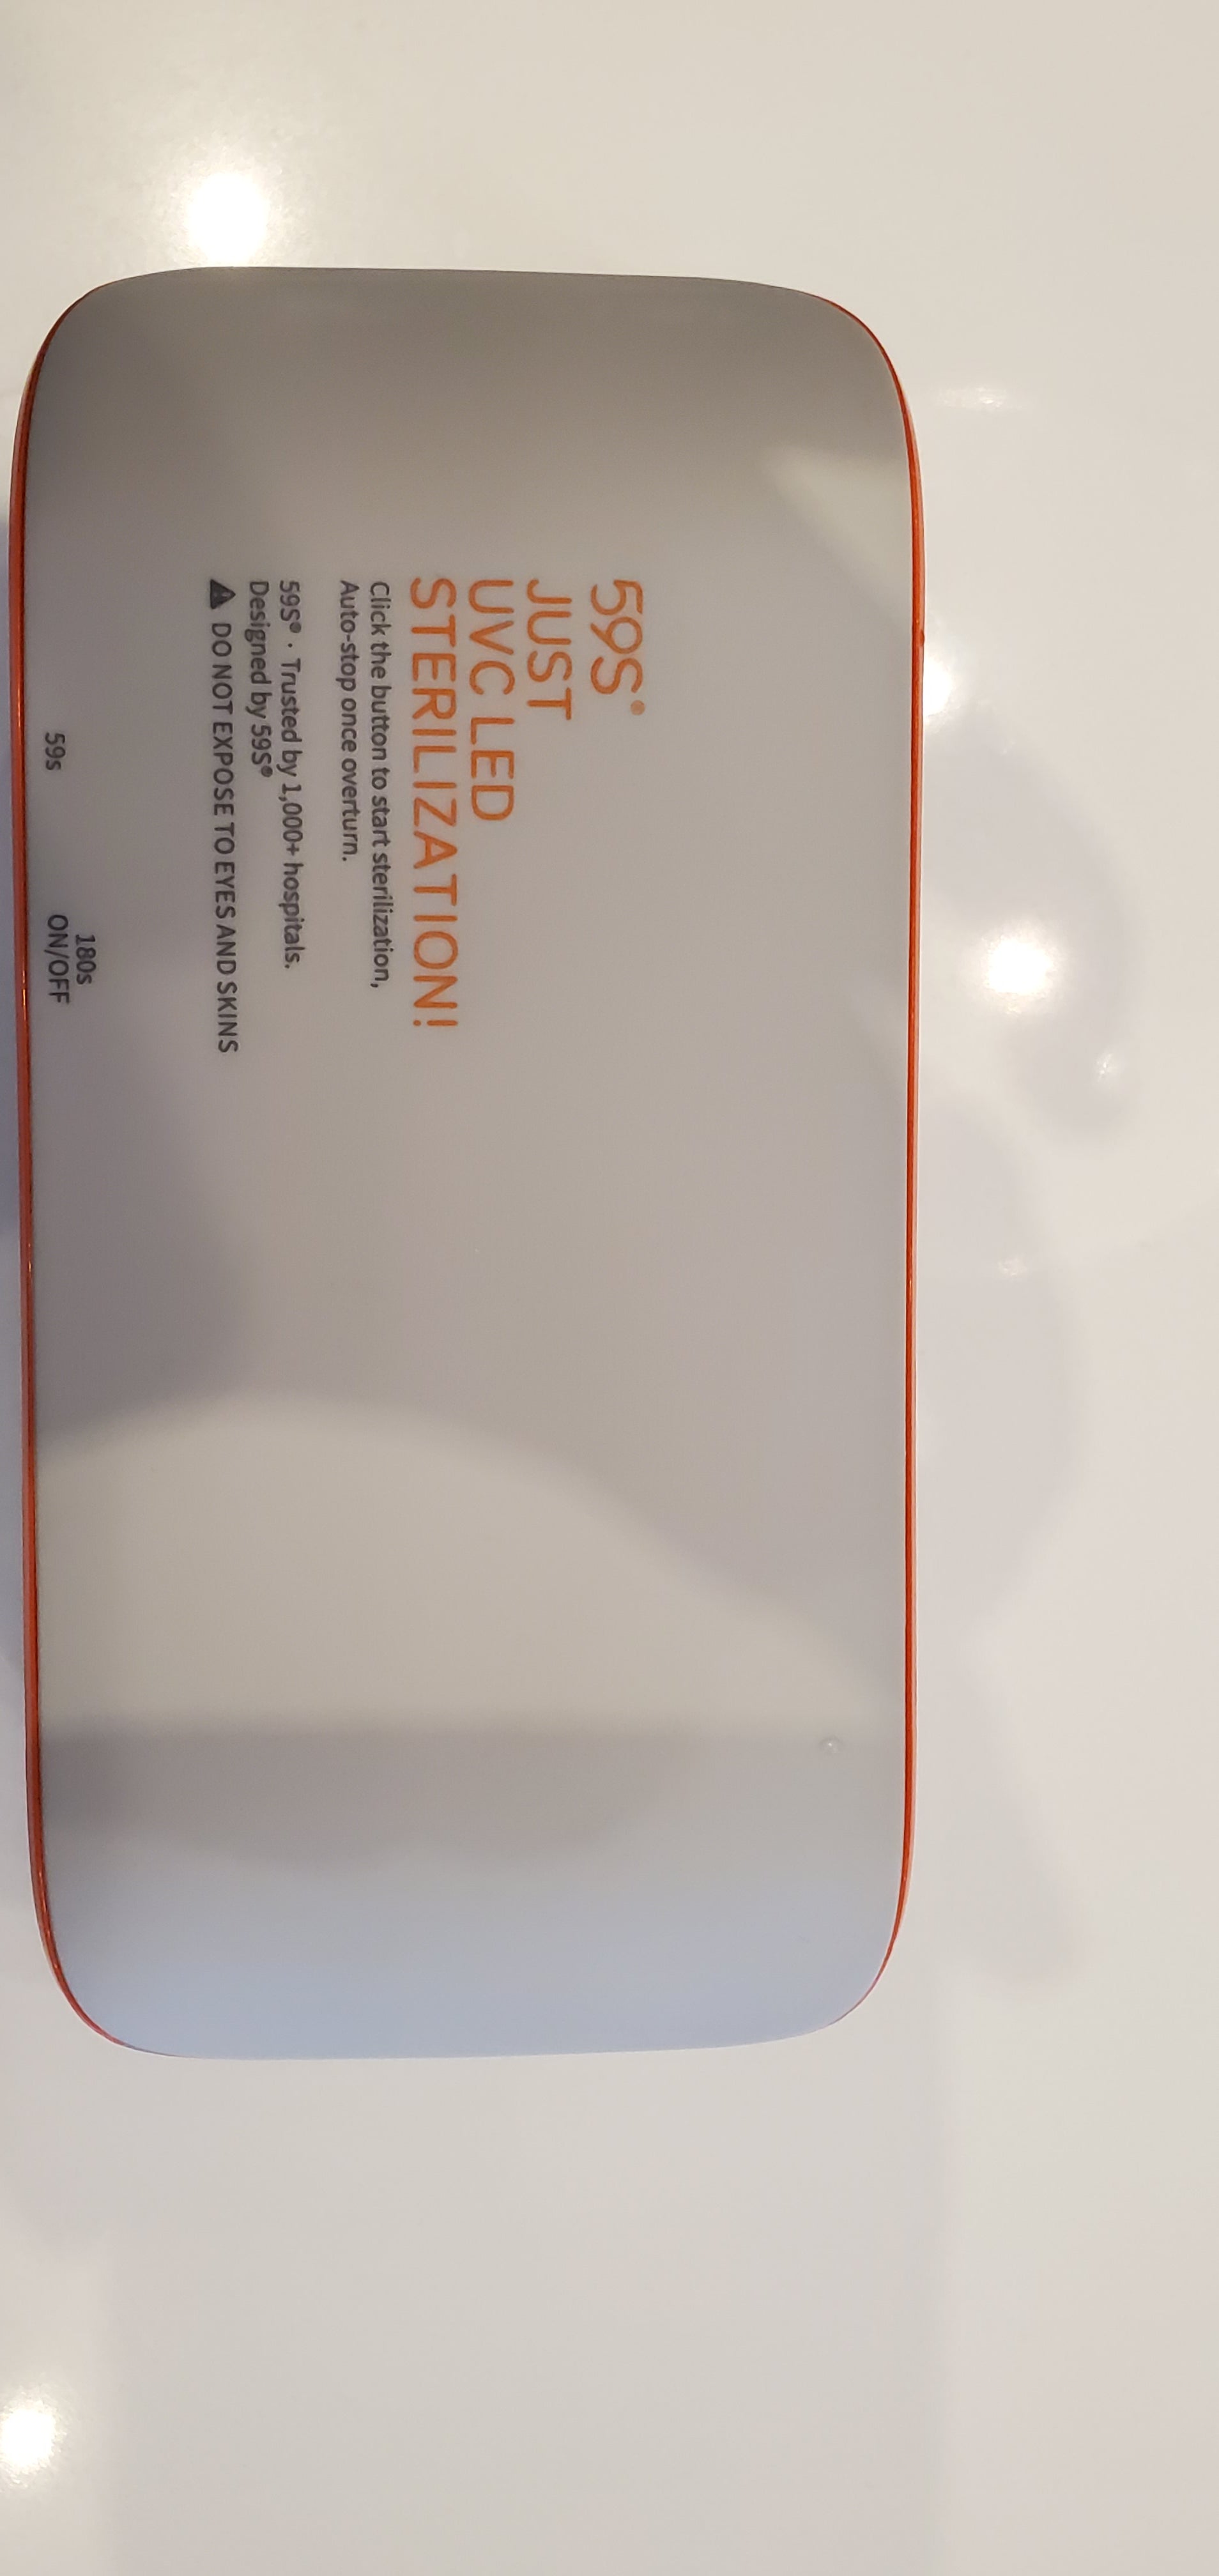 59S®
JUST
UVC LED
STERILIZATION!
Click the button to start sterilization,
Auto-stop once overturn.
59S® · Trusted by 1,000+ hospitals.
Designed by 59S®
⚠ DO NOT EXPOSE TO EYES AND SKINS
59s
180s
ON/OFF